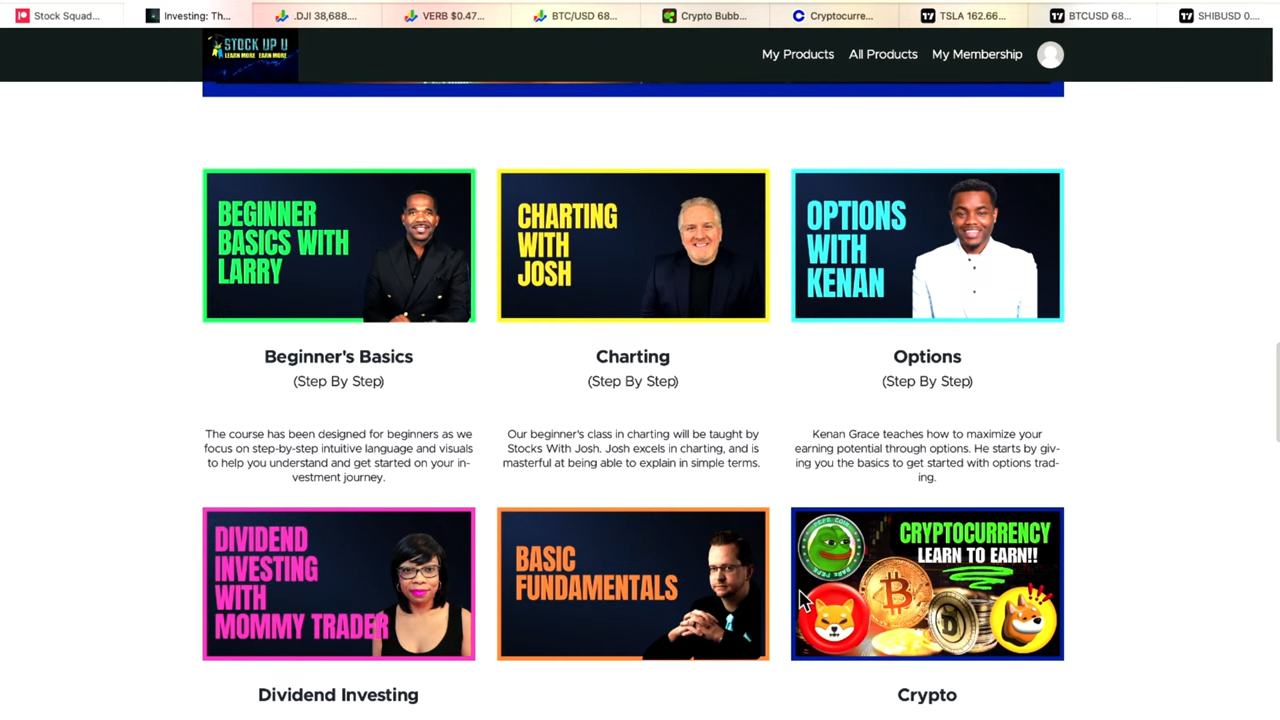 Stock Squad...
Investing: Th...
.DJI 38,688....
VERB $0.47...
BTC/USD 68...
Crypto Bubb...
Cryptocurre...
TSLA 162.66...
BTCUSD 68...
SHIBUSD 0....
STOCK UP U
LEARN MORE EARN MORE
My Products
All Products
My Membership
BEGINNER
BASICS WITH
LARRY
CHARTING
WITH
JOSH
OPTIONS
WITH
KENAN
Beginner's Basics
(Step By Step)
Charting
(Step By Step)
Options
(Step By Step)
The course has been designed for beginners as we
focus on step-by-step intuitive language and visuals
to help you understand and get started on your in-
vestment journey.
Our beginner's class in charting will be taught by
Stocks With Josh. Josh excels in charting, and is
masterful at being able to explain in simple terms.
Kenan Grace teaches how to maximize your
earning potential through options. He starts by giv-
ing you the basics to get started with options trad-
ing.
DIVIDEND
INVESTING
WITH
MOMMY TRADER
BASIC
FUNDAMENTALS
CRYPTOCURRENCY
LEARN TO EARN!!
Dividend Investing
Crypto